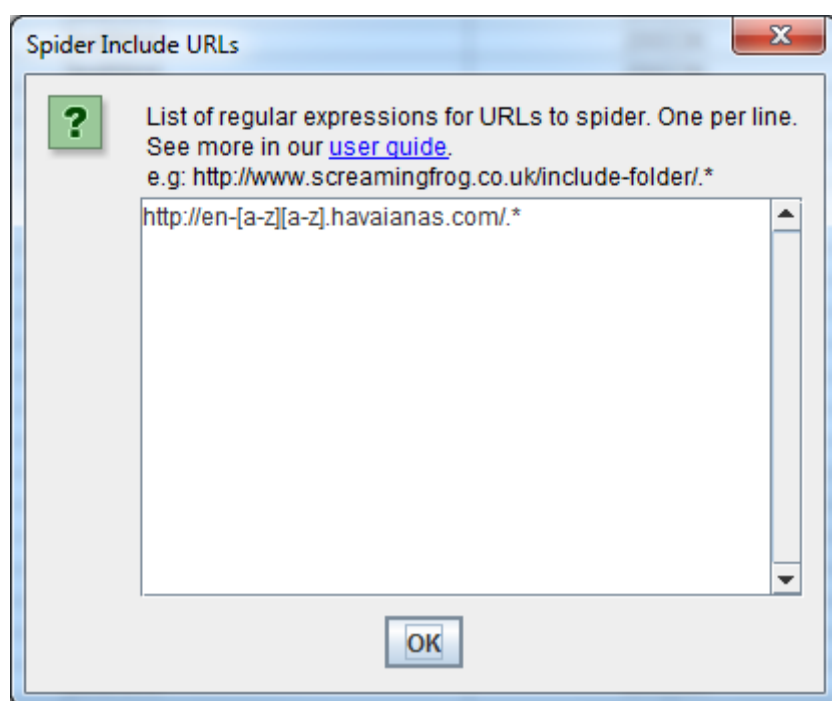 Spider Include URLs
List of regular expressions for URLs to spider. One per line.
See more in our user guide.
e.g: http://www.screamingfrog.co.uk/include-folder/.*
http://en-[a-z][a-z].havaianas.com/.*
OK